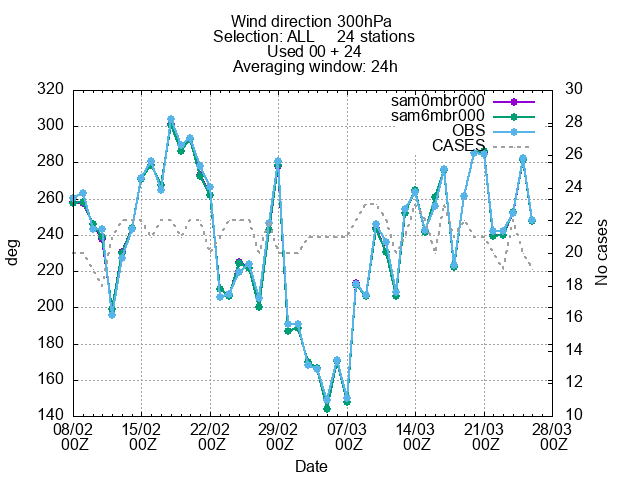 Wind direction 300hPa
Selection: ALL 24 stations
Used 00 + 24
Averaging window: 24h
320
300
280
260
240
220
200
180
160
140
deg
30
28
26
24
22
20
18
16
14
12
10
No cases
sam0mbr000
sam6mbr000
OBS
CASES
08/02 15/02 22/02 29/02 07/03 14/03 21/03 28/03
00Z 00Z 00Z 00Z 00Z 00Z 00Z 00Z
Date